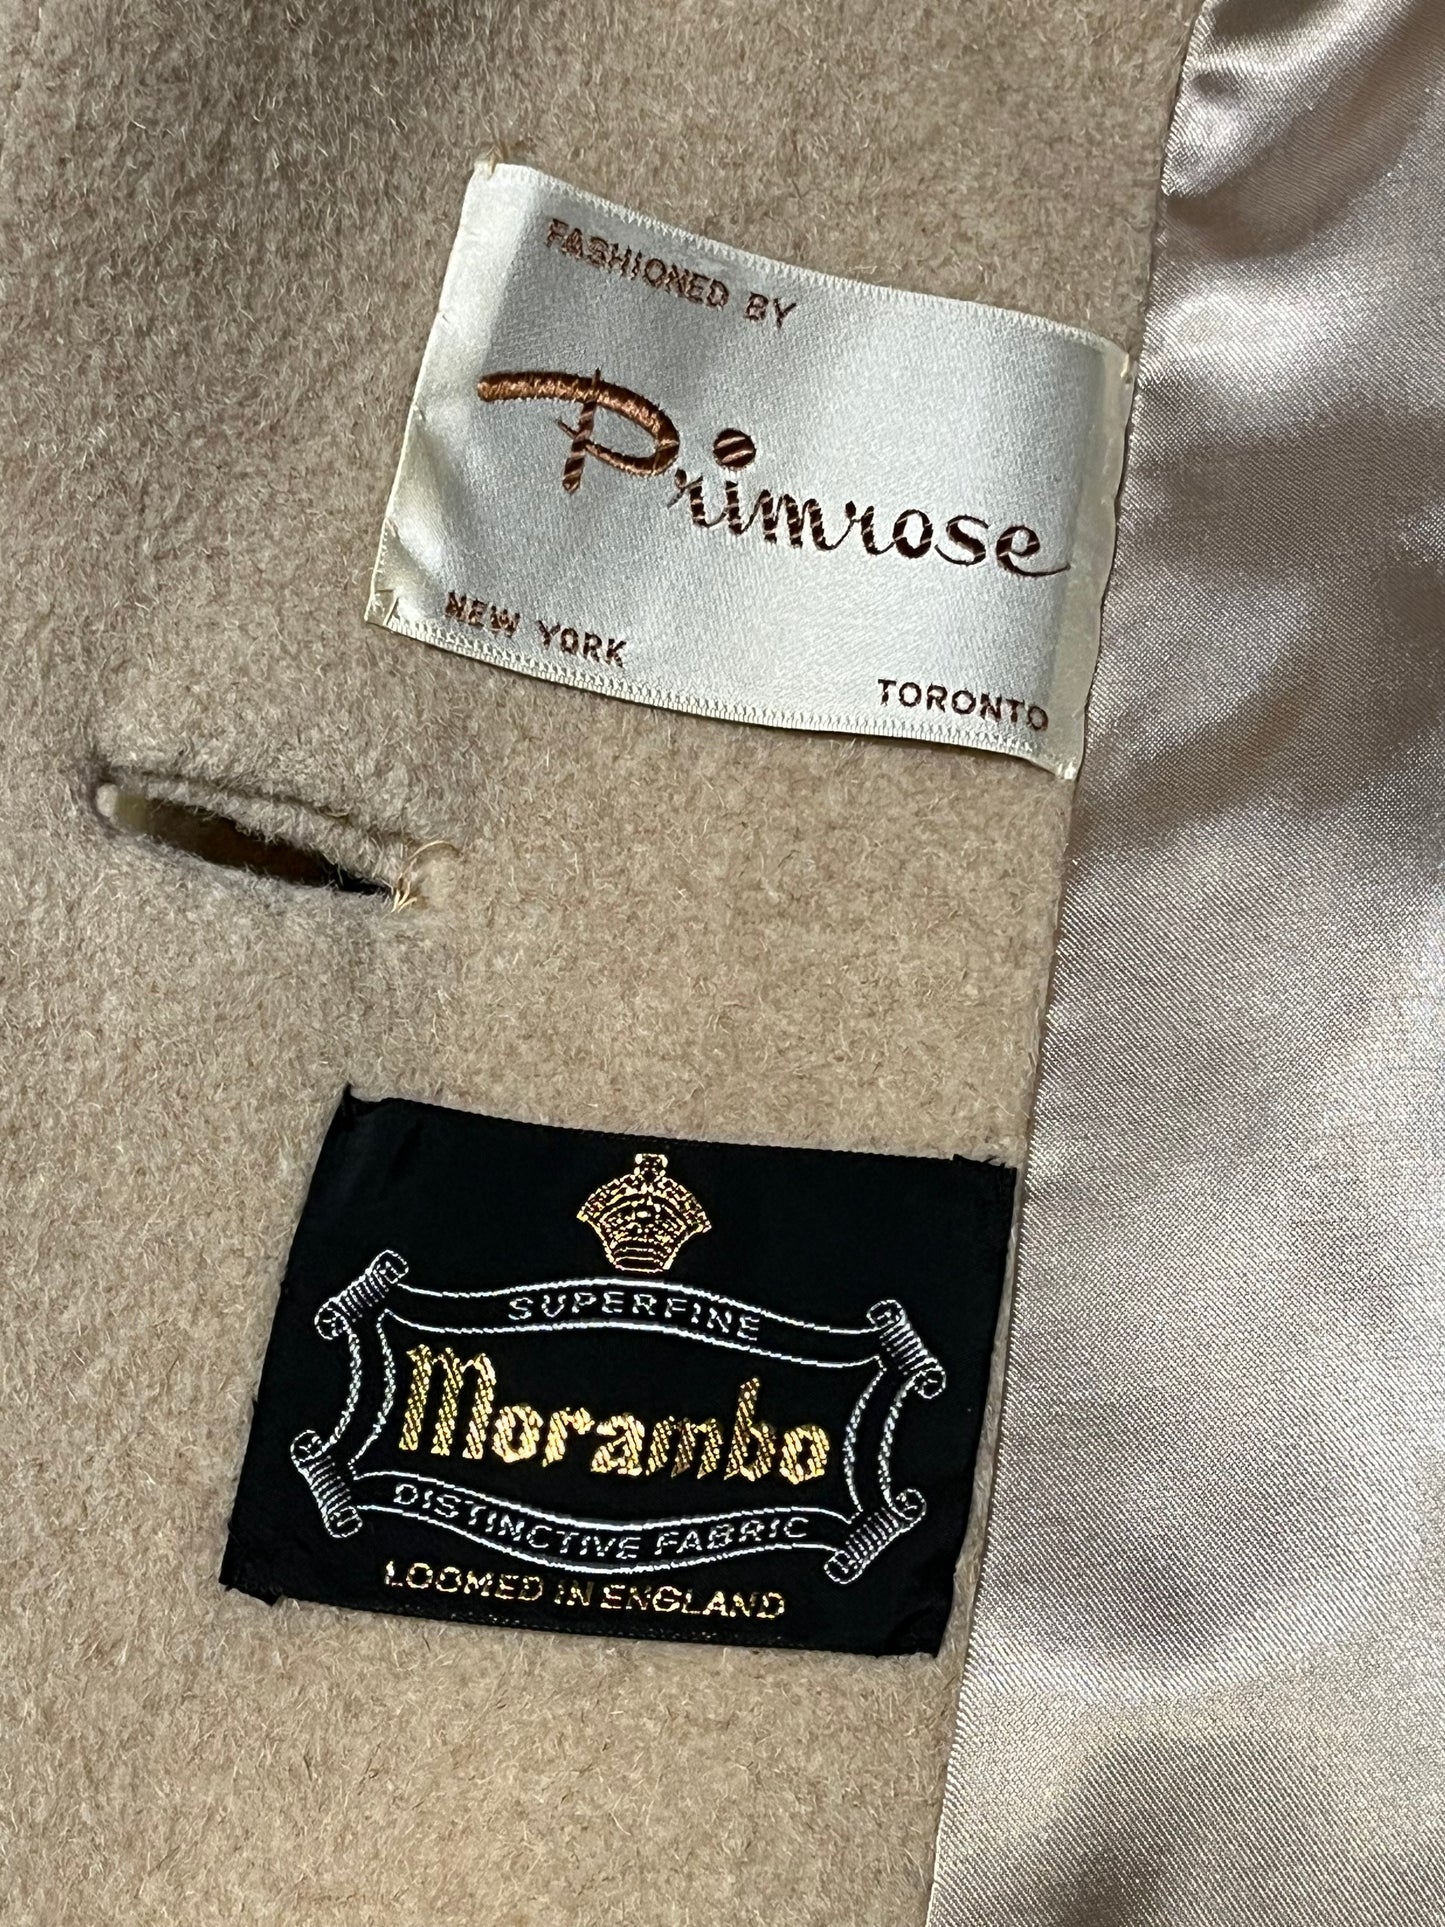 FASHIONED BY
Primrose
NEW YORK
TORONTO
SUPERFINE
Morambo
DISTINCTIVE FABRIC
LOOMED IN ENGLAND